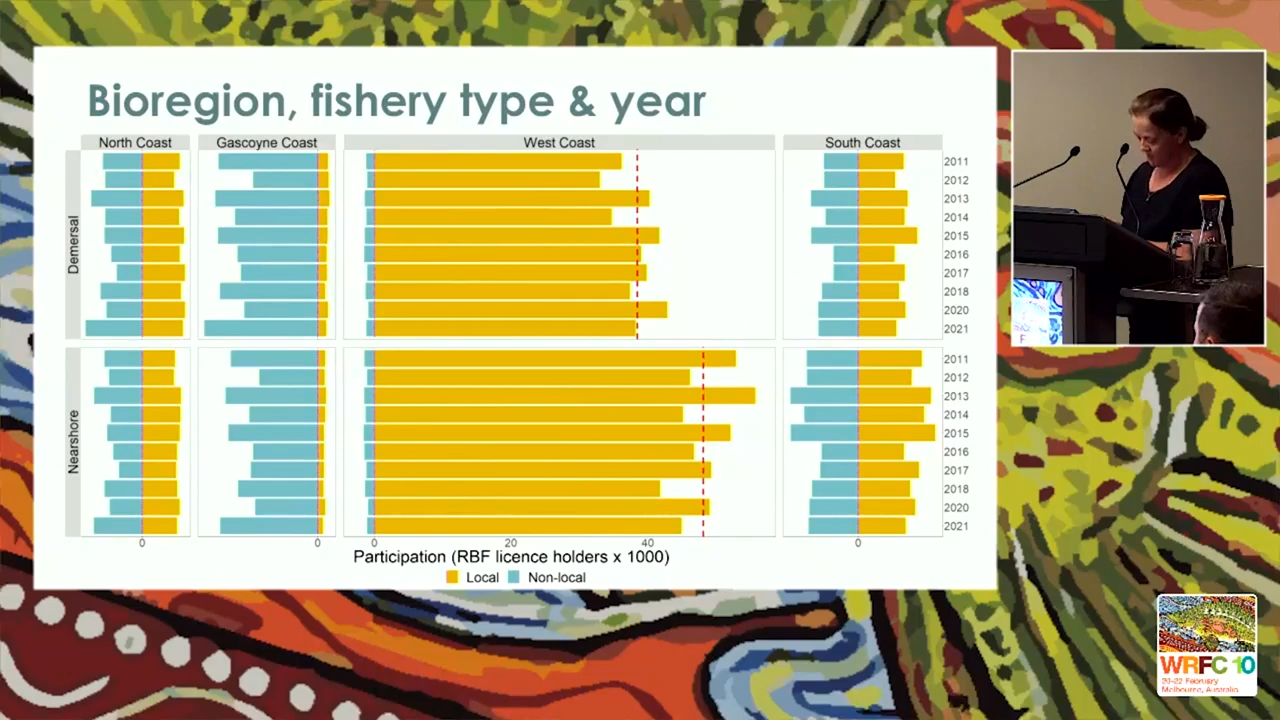 Bioregion, fishery type & year
North Coast
Gascoyne Coast
West Coast
South Coast
Demersal
2011
2012
2013
2014
2015
2016
2017
2018
2020
2021
Nearshore
2011
2012
2013
2014
2015
2016
2017
2018
2020
2021
0
0
0
20
40
0
Participation (RBF licence holders x 1000)
Local
Non-local
WRFC 10
20-22 February
Melbourne, Australia